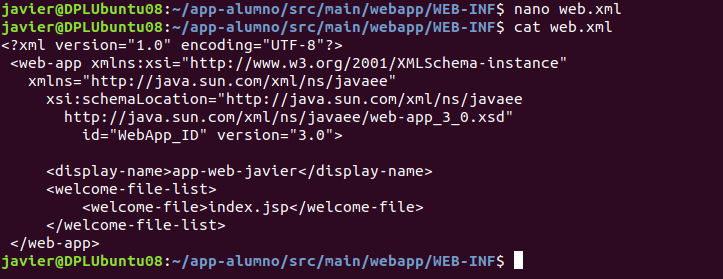 javier@DPLUbuntu08:~/app-alumno/src/main/webapp/WEB-INF$ nano web.xml
javier@DPLUbuntu08:~/app-alumno/src/main/webapp/WEB-INF$ cat web.xml
<?xml version="1.0" encoding="UTF-8"?>
 <web-app xmlns:xsi="http://www.w3.org/2001/XMLSchema-instance"
   xmlns="http://java.sun.com/xml/ns/javaee"
     xsi:schemaLocation="http://java.sun.com/xml/ns/javaee
       http://java.sun.com/xml/ns/javaee/web-app_3_0.xsd"
         id="WebApp_ID" version="3.0">

     <display-name>app-web-javier</display-name>
     <welcome-file-list>
         <welcome-file>index.jsp</welcome-file>
     </welcome-file-list>
 </web-app>
javier@DPLUbuntu08:~/app-alumno/src/main/webapp/WEB-INF$